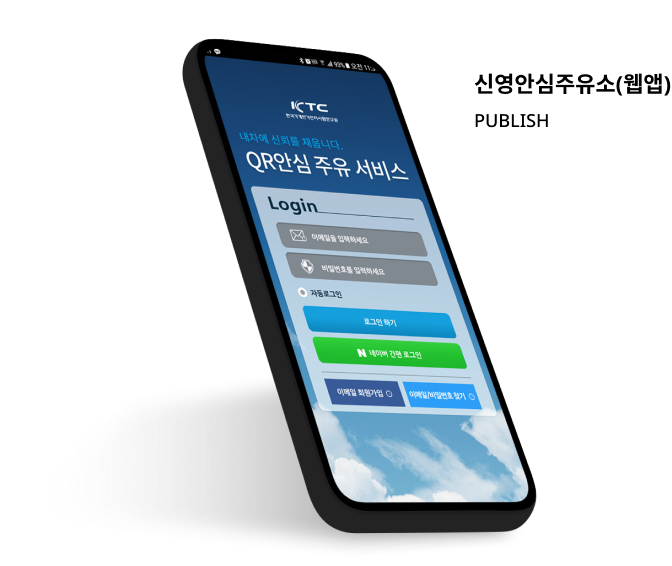 신영안심주유소(웹앱)
PUBLISH
93% 오전 11:
KTC
한국기계전기전자시험연구원
내차에 신뢰를 채웁니다.
QR안심 주유 서비스
Login
이메일을 입력하세요
비밀번호를 입력하세요
자동로그인
로그인 하기
N 네이버 간편 로그인
이메일 회원가입
이메일/비밀번호 찾기